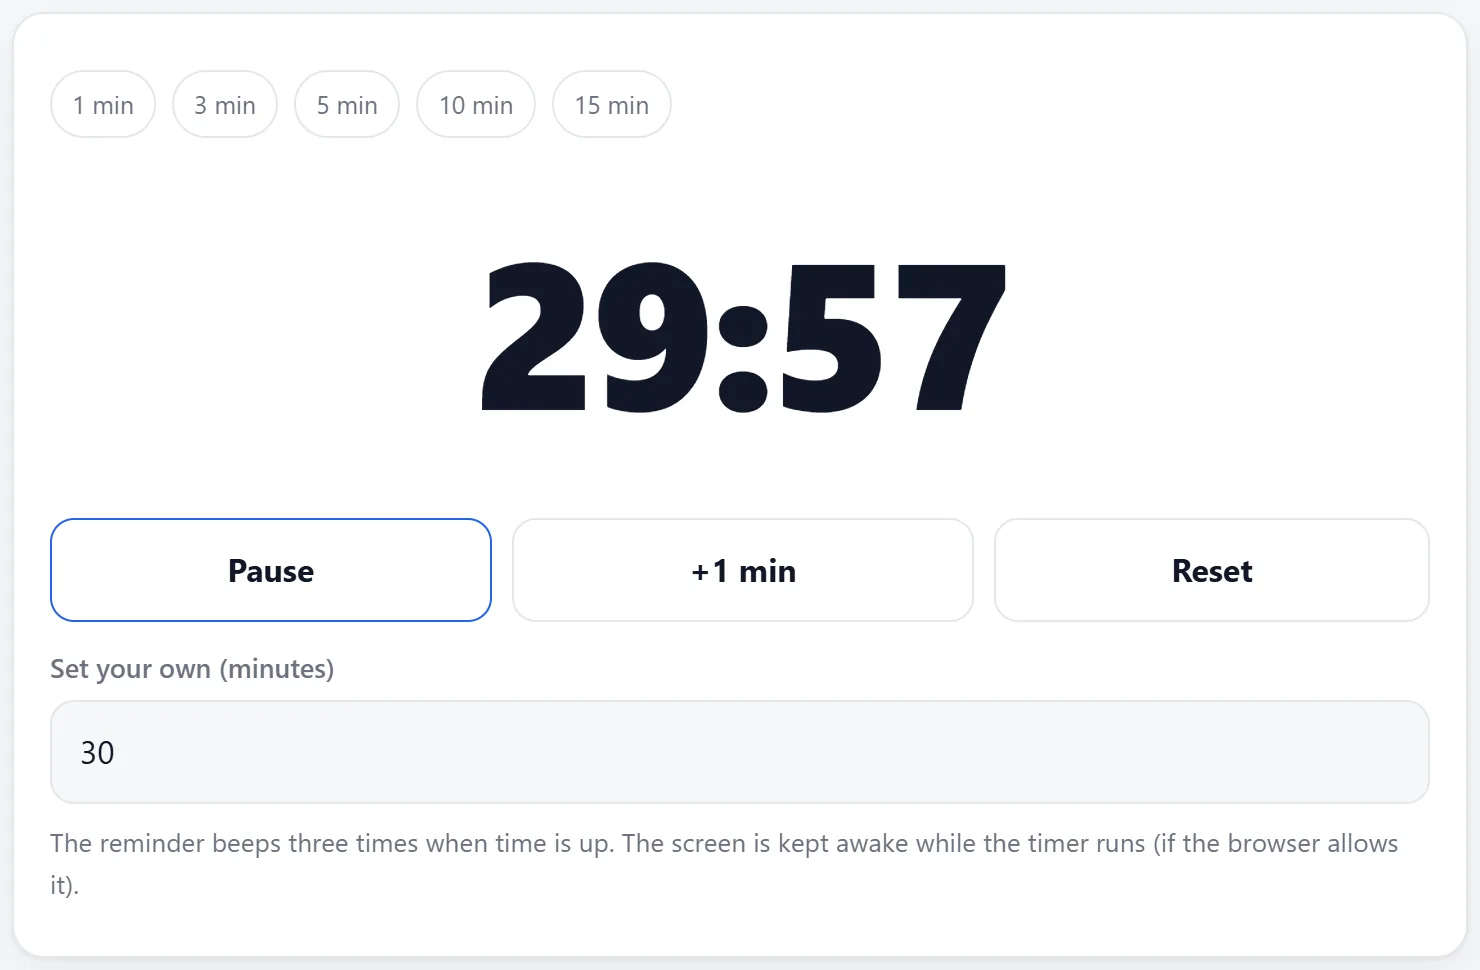 1 min 3 min 5 min 10 min 15 min
29:57
Pause +1 min Reset
Set your own (minutes)
30
The reminder beeps three times when time is up. The screen is kept awake while the timer runs (if the browser allows
it).